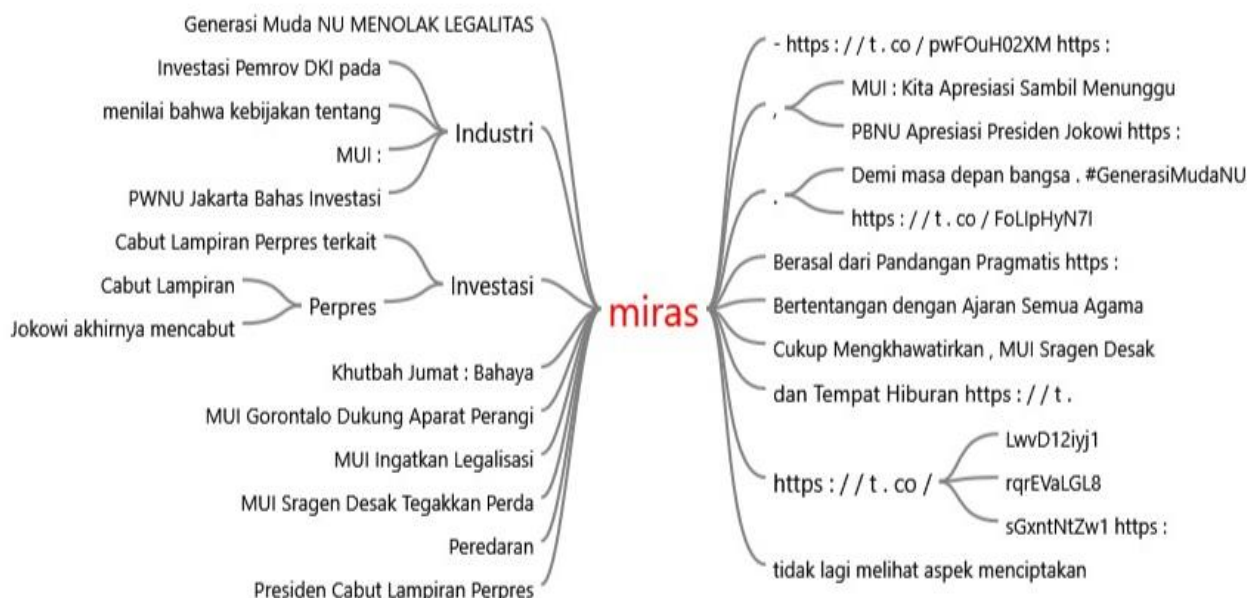 Generasi Muda NU MENOLAK LEGALITAS
Investasi Pemrov DKI pada
menilai bahwa kebijakan tentang
MUI :
PWNU Jakarta Bahas Investasi
Industri
Cabut Lampiran Perpres terkait
Cabut Lampiran
Jokowi akhirnya mencabut
Perpres
Investasi
Khutbah Jumat : Bahaya
MUI Gorontalo Dukung Aparat Perangi
MUI Ingatkan Legalisasi
MUI Sragen Desak Tegakkan Perda
Peredaran
Presiden Cabut Lampiran Perpres
miras
- https : / / t . co / pwFOuH02XM https :
,
MUI : Kita Apresiasi Sambil Menunggu
PBNU Apresiasi Presiden Jokowi https :
.
Demi masa depan bangsa . #GenerasiMudaNU
https : / / t . co / FoLIpHyN7I
Berasal dari Pandangan Pragmatis https :
Bertentangan dengan Ajaran Semua Agama
Cukup Mengkhawatirkan , MUI Sragen Desak
dan Tempat Hiburan https : / / t .
https : / / t . co /
LwvD12iyj1
rqrEVaLGL8
sGxntNtZw1 https :
tidak lagi melihat aspek menciptakan